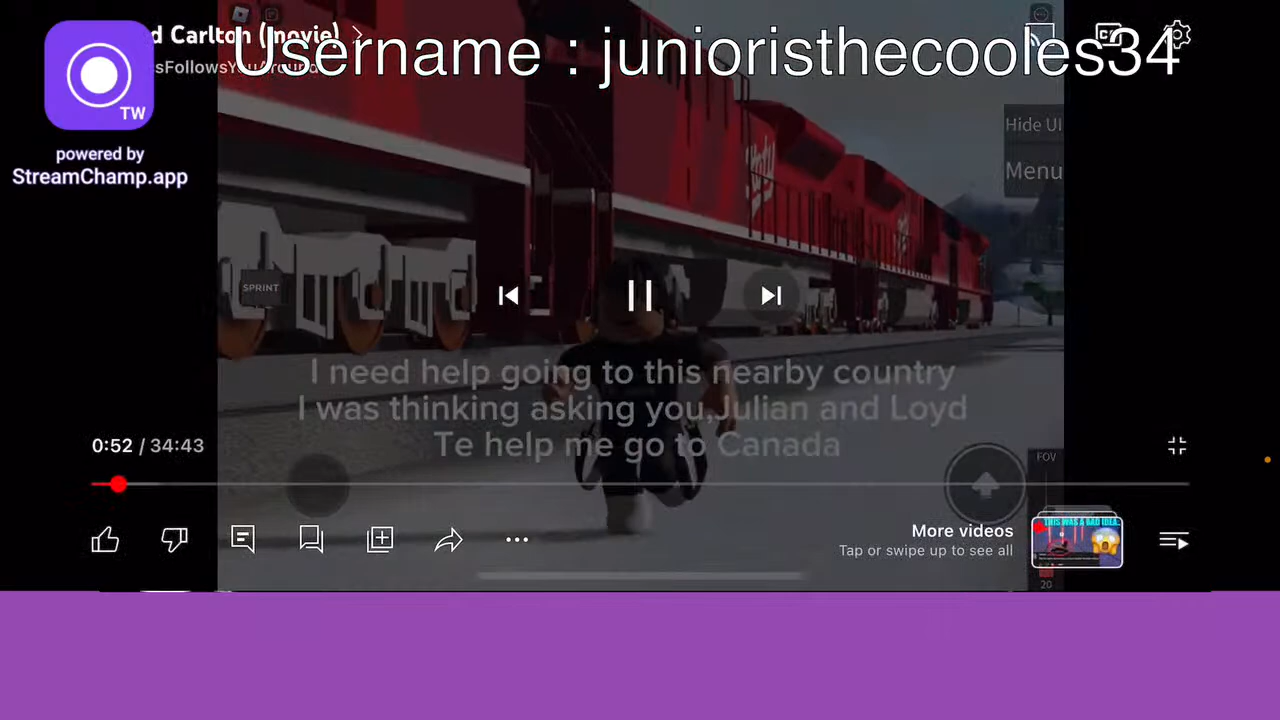 d Carlton (movie)
sFollowsYouAround
Username : junioristhecooles34
TW
powered by
StreamChamp.app
Hide UI
Menu
SPRINT
I need help going to this nearby country
I was thinking asking you,Julian and Loyd
Te help me go to Canada
0:52 / 34:43
FOV
More videos
Tap or swipe up to see all
THIS WAS A BAD IDEA.
20